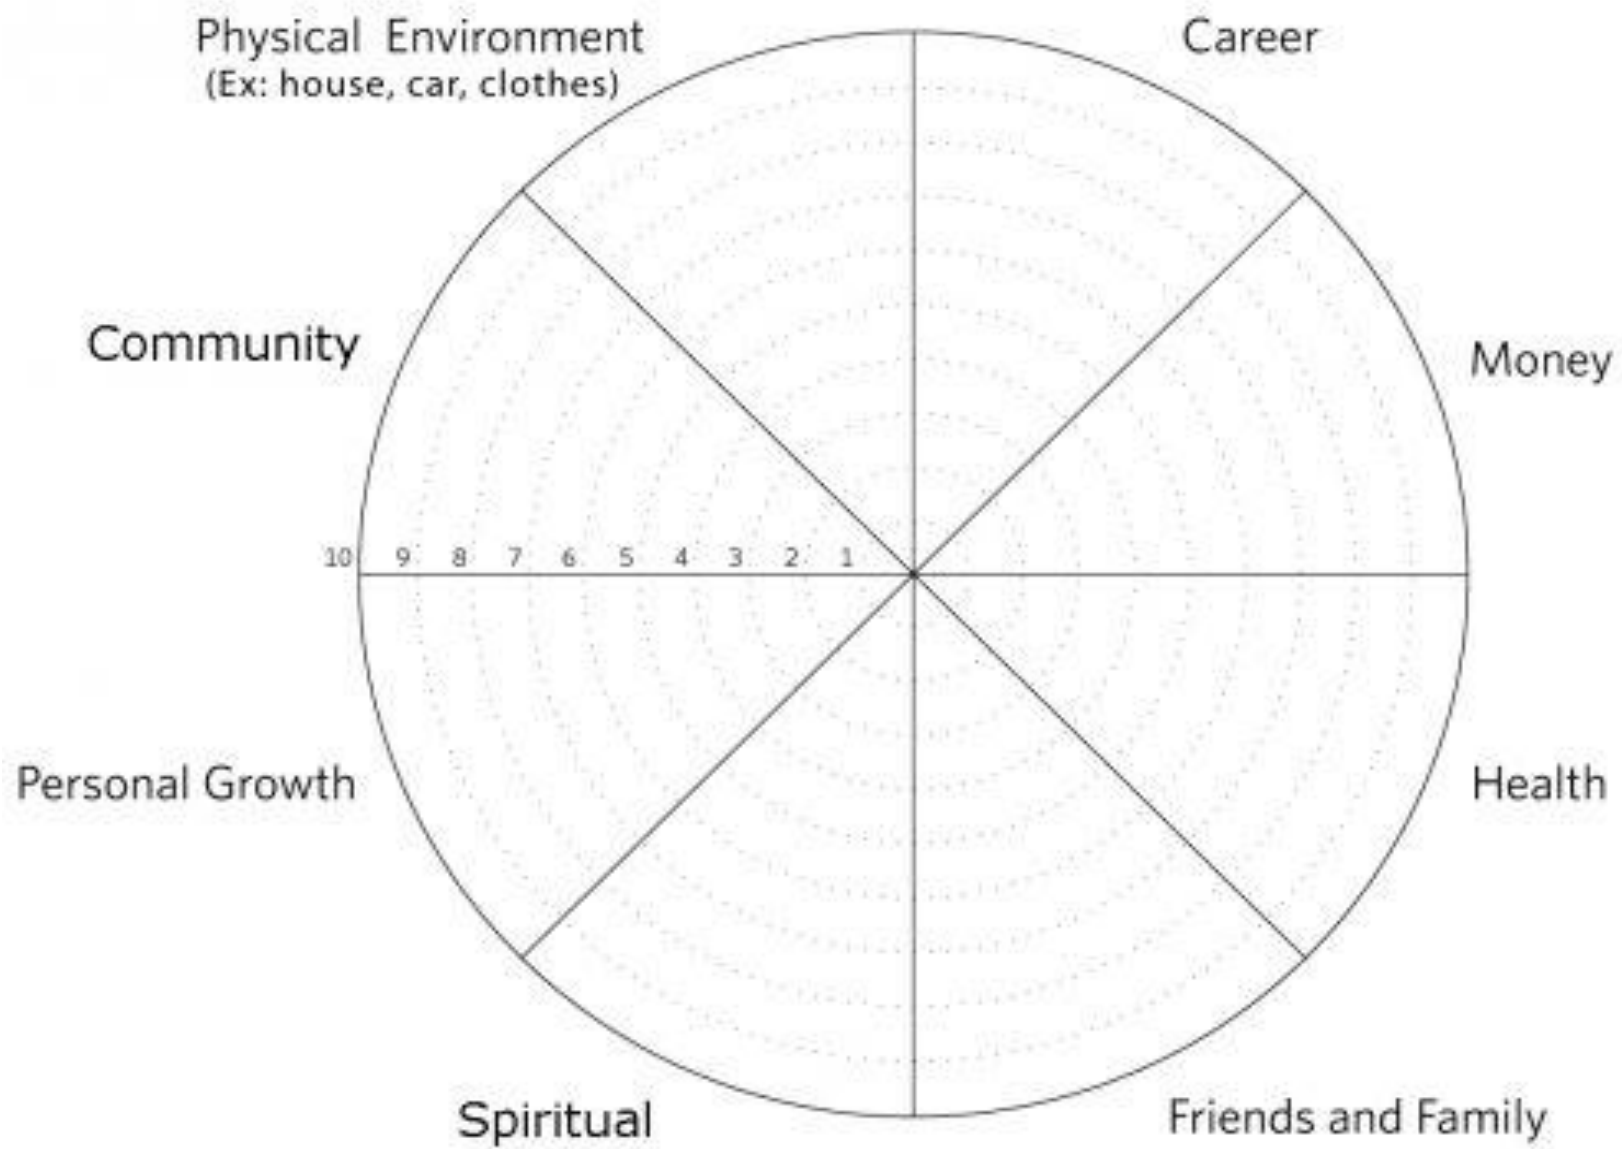 Physical Environment
(Ex: house, car, clothes)
Career
Community
Money
10 9 8 7 6 5 4 3 2 1
Personal Growth
Health
Spiritual
Friends and Family